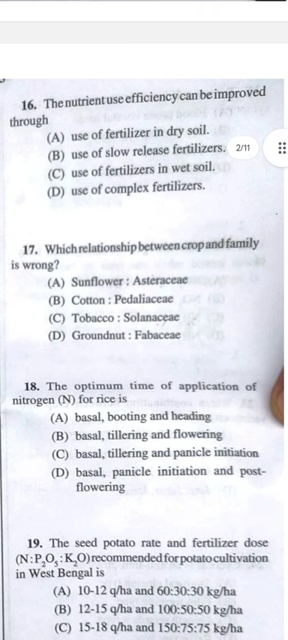 16. The nutrient use efficiency can be improved
through
(A) use of fertilizer in dry soil.
(B) use of slow release fertilizers.
2/11
(C) use of fertilizers in wet soil.
(D) use of complex fertilizers.
17. Which relationship between crop and family
is wrong?
(A) Sunflower : Asteraceae
(B) Cotton : Pedaliaceae
(C) Tobacco : Solanaceae
(D) Groundnut : Fabaceae
18. The optimum time of application of
nitrogen (N) for rice is
(A) basal, booting and heading
(B) basal, tillering and flowering
(C) basal, tillering and panicle initiation
(D) basal, panicle initiation and post-
flowering
19. The seed potato rate and fertilizer dose
(N:P₂O₅:K₂O) recommended for potato cultivation
in West Bengal is
(A) 10-12 q/ha and 60:30:30 kg/ha
(B) 12-15 q/ha and 100:50:50 kg/ha
(C) 15-18 q/ha and 150:75:75 kg/ha